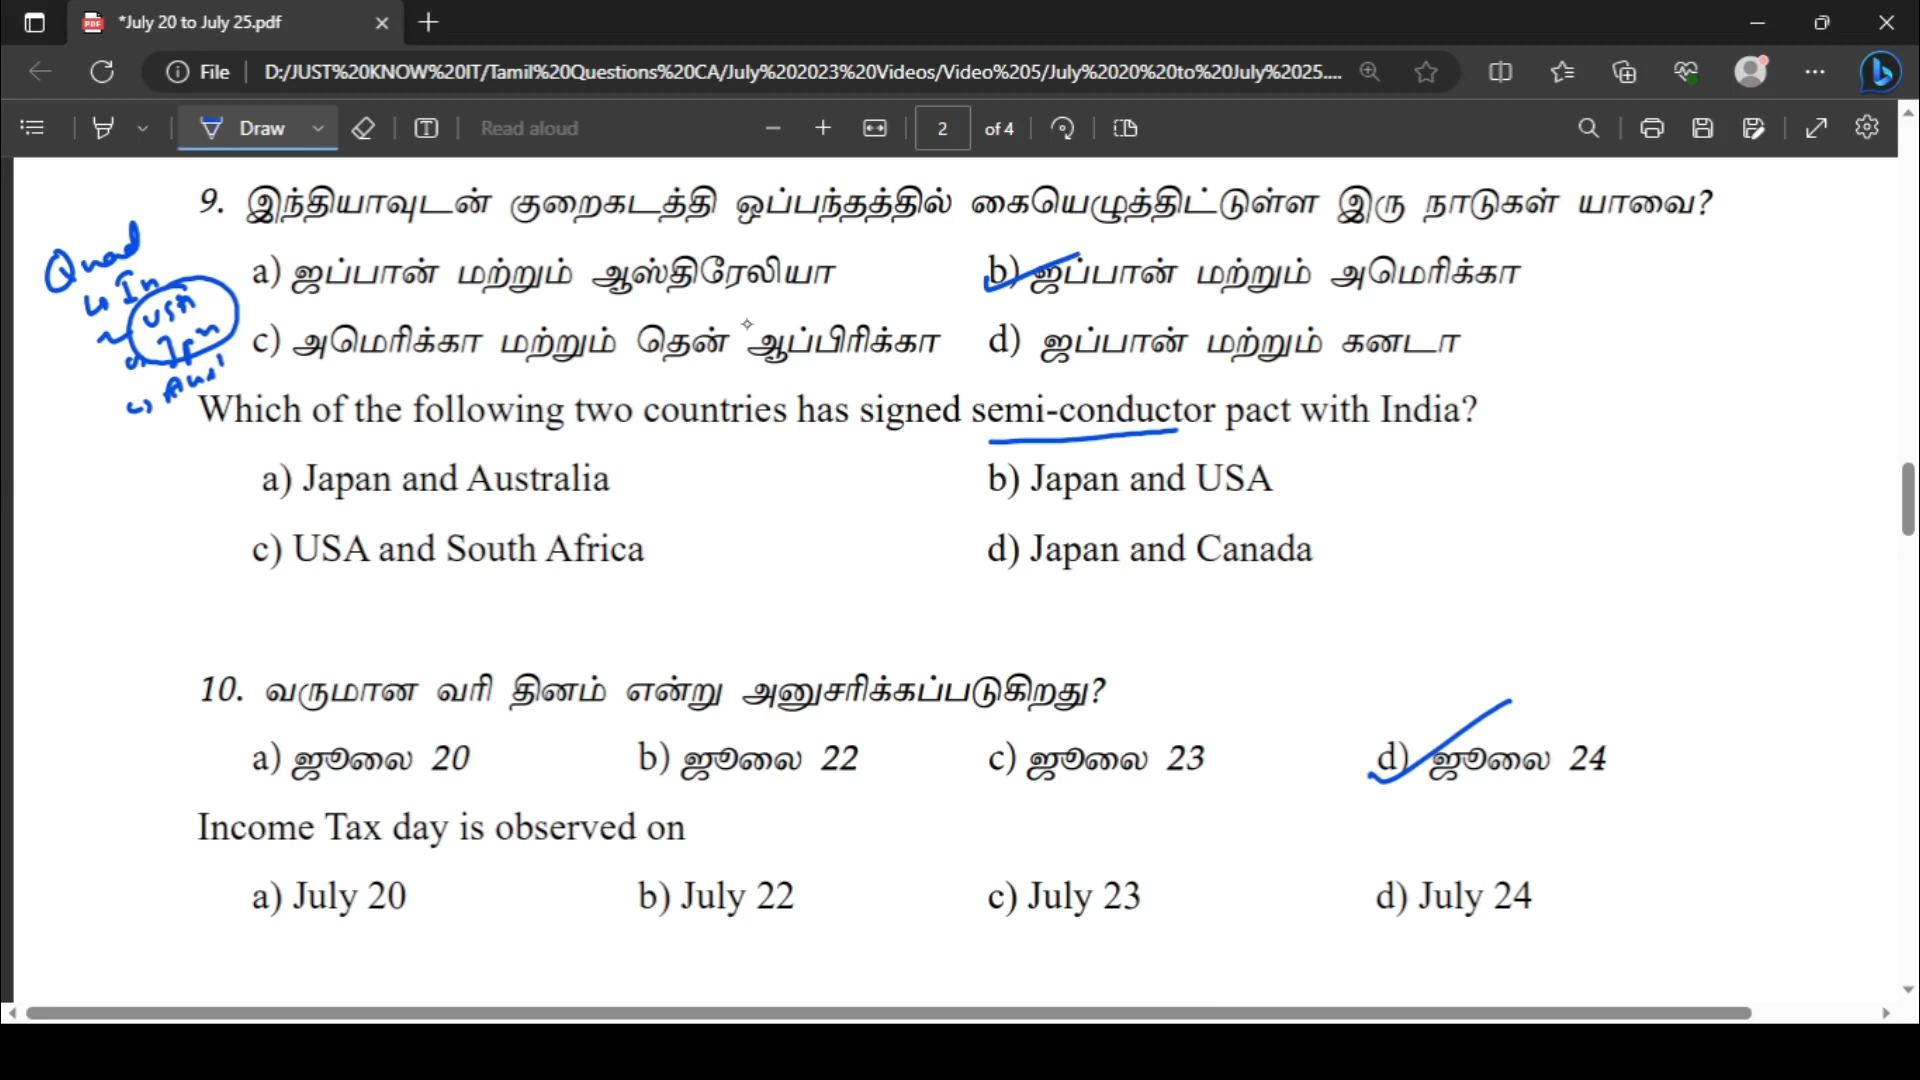 *July 20 to July 25.pdf
File
D:/JUST%20KNOW%20IT/Tamil%20Questions%20CA/July%202023%20Videos/Video%205/July%2020%20to%20July%2025....
Draw
Read aloud
2 of 4
9. இந்தியாவுடன் குறைகடத்தி ஒப்பந்தத்தில் கையெழுத்திட்டுள்ள இரு நாடுகள் யாவை?
a) ஜப்பான் மற்றும் ஆஸ்திரேலியா b) ஜப்பான் மற்றும் அமெரிக்கா
c) அமெரிக்கா மற்றும் தென் ஆப்பிரிக்கா d) ஜப்பான் மற்றும் கனடா
Quad
In
USA
Jpn
Aus
Which of the following two countries has signed semi-conductor pact with India?
a) Japan and Australia b) Japan and USA
c) USA and South Africa d) Japan and Canada
10. வருமான வரி தினம் என்று அனுசரிக்கப்படுகிறது?
a) ஜூலை 20 b) ஜூலை 22 c) ஜூலை 23 d) ஜூலை 24
Income Tax day is observed on
a) July 20 b) July 22 c) July 23 d) July 24